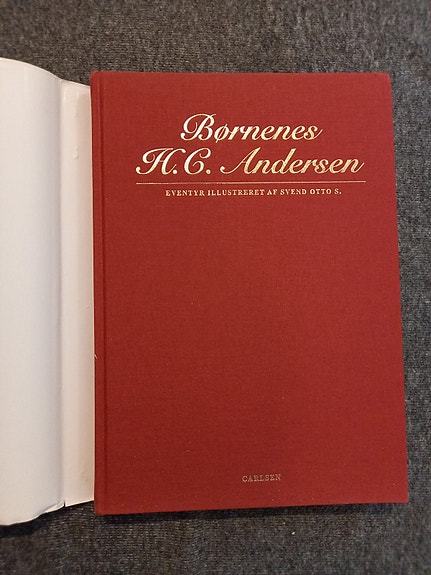 Børnenes
H.C. Andersen
EVENTYR ILLUSTRERET AF SVEND OTTO S.
CARLSEN